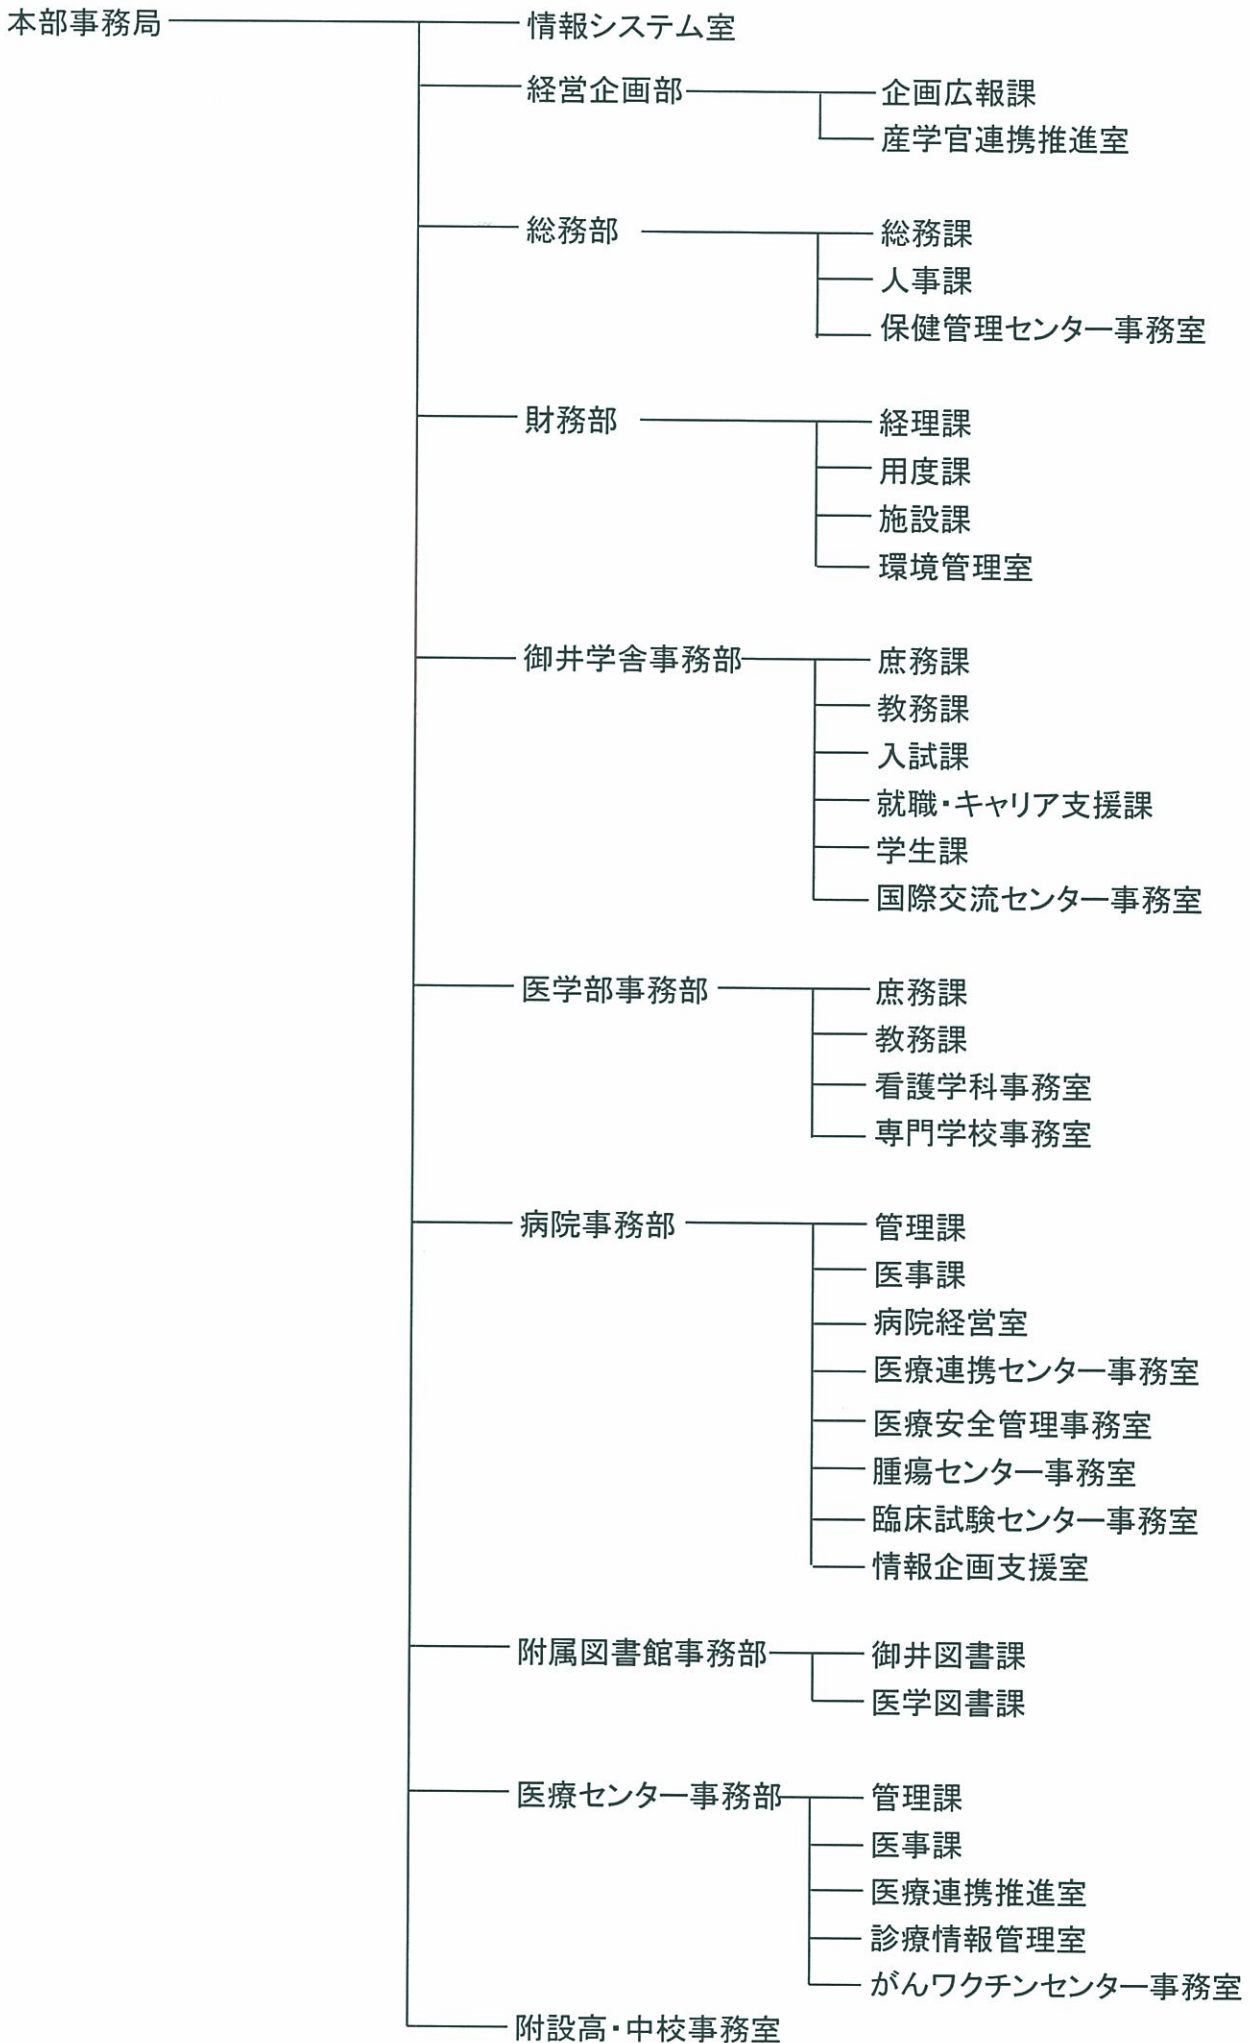 本部事務局
情報システム室
経営企画部
企画広報課
産学官連携推進室
総務部
総務課
人事課
保健管理センター事務室
財務部
経理課
用度課
施設課
環境管理室
御井学舎事務部
庶務課
教務課
入試課
就職・キャリア支援課
学生課
国際交流センター事務室
医学部事務部
庶務課
教務課
看護学科事務室
専門学校事務室
病院事務部
管理課
医事課
病院経営室
医療連携センター事務室
医療安全管理事務室
腫瘍センター事務室
臨床試験センター事務室
情報企画支援室
附属図書館事務部
御井図書課
医学図書課
医療センター事務部
管理課
医事課
医療連携推進室
診療情報管理室
がんワクチンセンター事務室
附設高・中校事務室